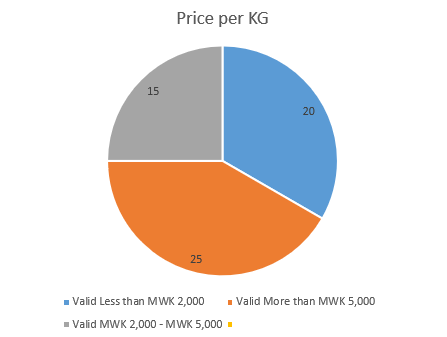 Price per KG
15
20
25
Valid Less than MWK 2,000
Valid More than MWK 5,000
Valid MWK 2,000 - MWK 5,000